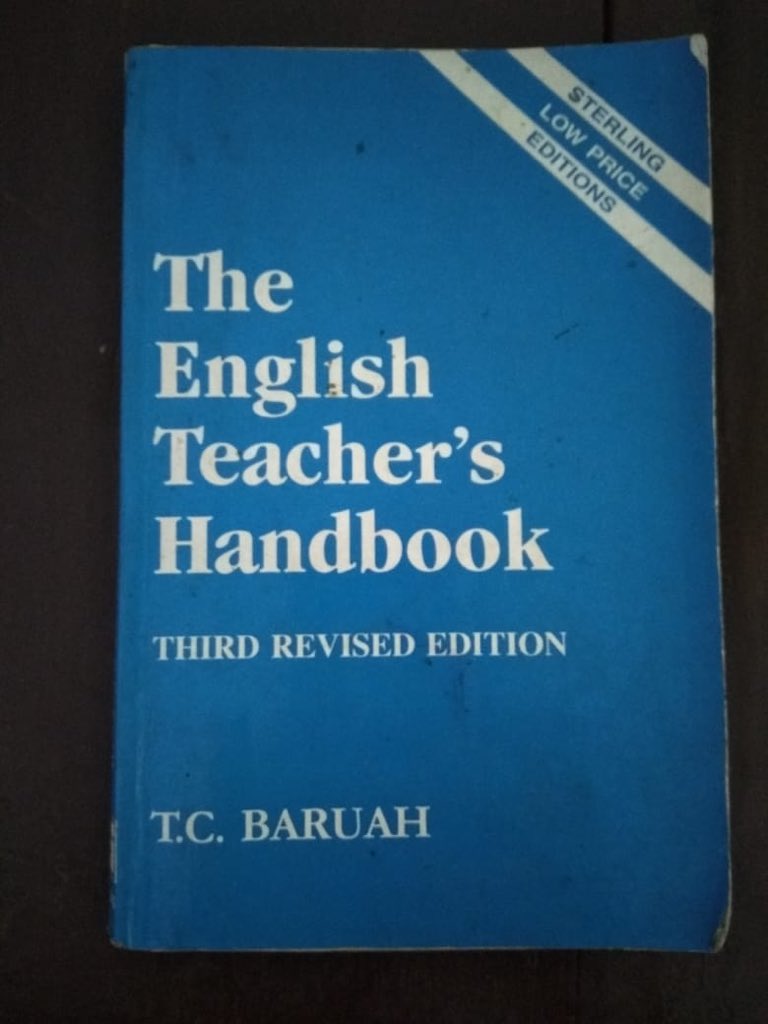 STERLING
LOW PRICE
EDITIONS
The
English
Teacher's
Handbook
THIRD REVISED EDITION
T.C. BARUAH